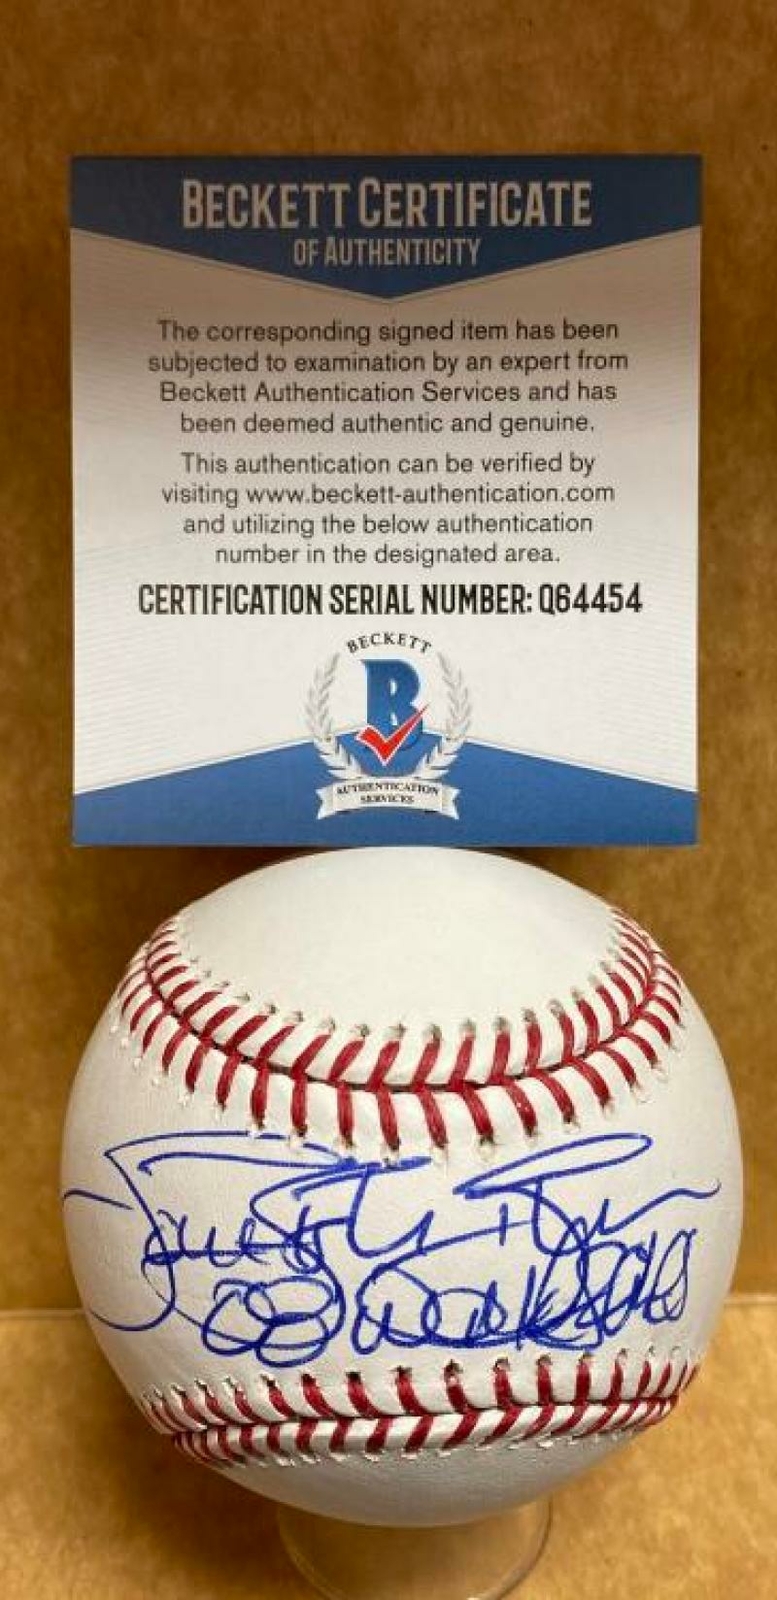 BECKETT CERTIFICATE
OF AUTHENTICITY
The corresponding signed item has been
subjected to examination by an expert from
Beckett Authentication Services and has
been deemed authentic and genuine.
This authentication can be verified by
visiting www.beckett-authentication.com
and utilizing the below authentication
number in the designated area.
CERTIFICATION SERIAL NUMBER: Q64454
BECKETT
B
AUTHENTICATION
SERVICES